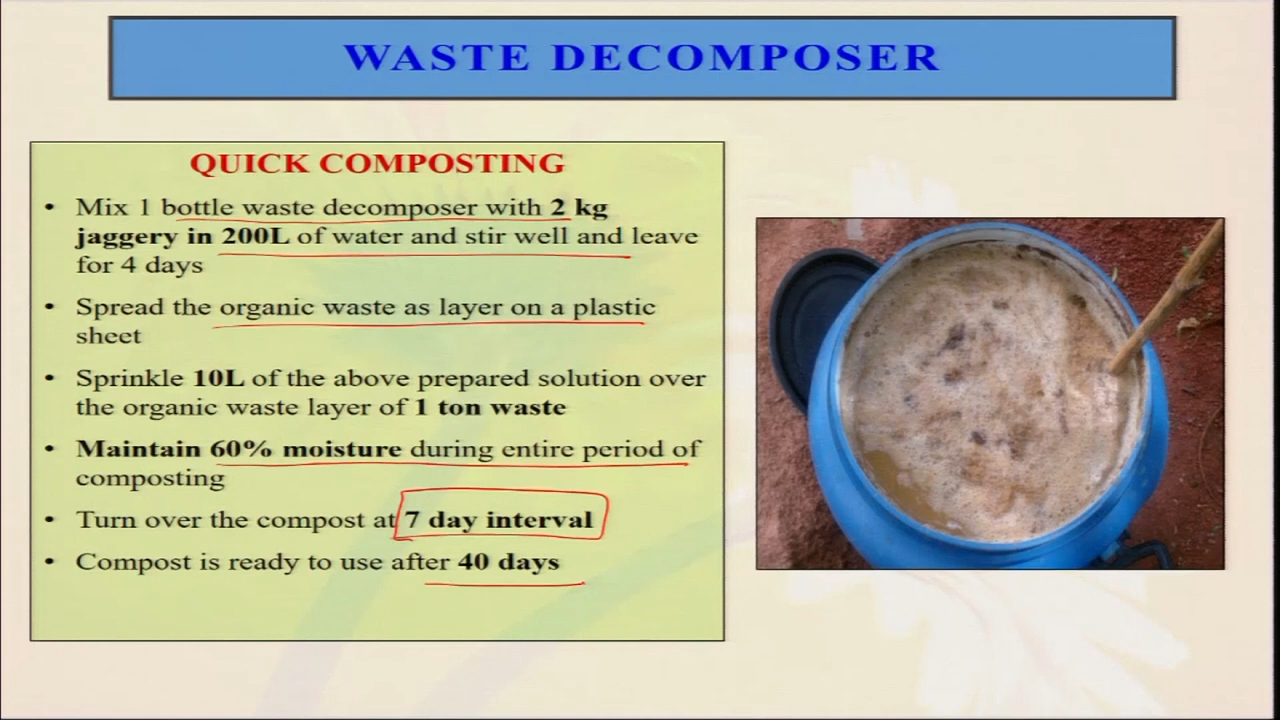 WASTE DECOMPOSER
QUICK COMPOSTING
• Mix 1 bottle waste decomposer with 2 kg
jaggery in 200L of water and stir well and leave
for 4 days
• Spread the organic waste as layer on a plastic
sheet
• Sprinkle 10L of the above prepared solution over
the organic waste layer of 1 ton waste
• Maintain 60% moisture during entire period of
composting
• Turn over the compost at 7 day interval
• Compost is ready to use after 40 days